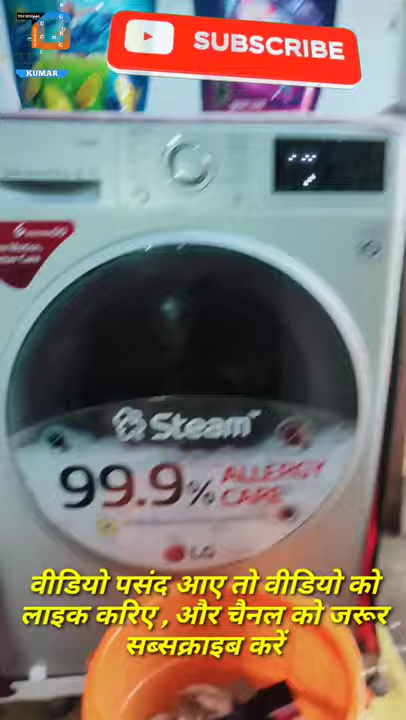 TECHNICAL
KUMAR
SUBSCRIBE
Steam
99.9%
ALLERGY
CARE
LG
वीडियो पसंद आए तो वीडियो को
लाइक करिए , और चैनल को जरूर
सब्सक्राइब करें